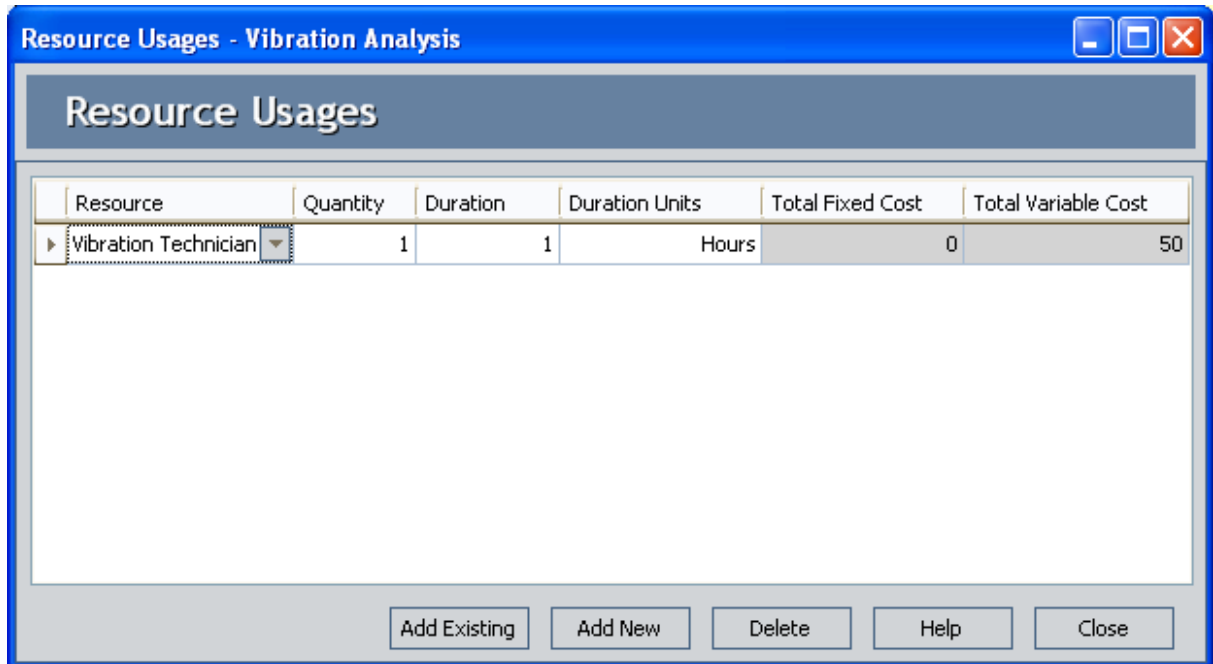 Resource Usages - Vibration Analysis
Resource Usages
Resource Quantity Duration Duration Units Total Fixed Cost Total Variable Cost
Vibration Technician 1 1 Hours 0 50
Add Existing Add New Delete Help Close